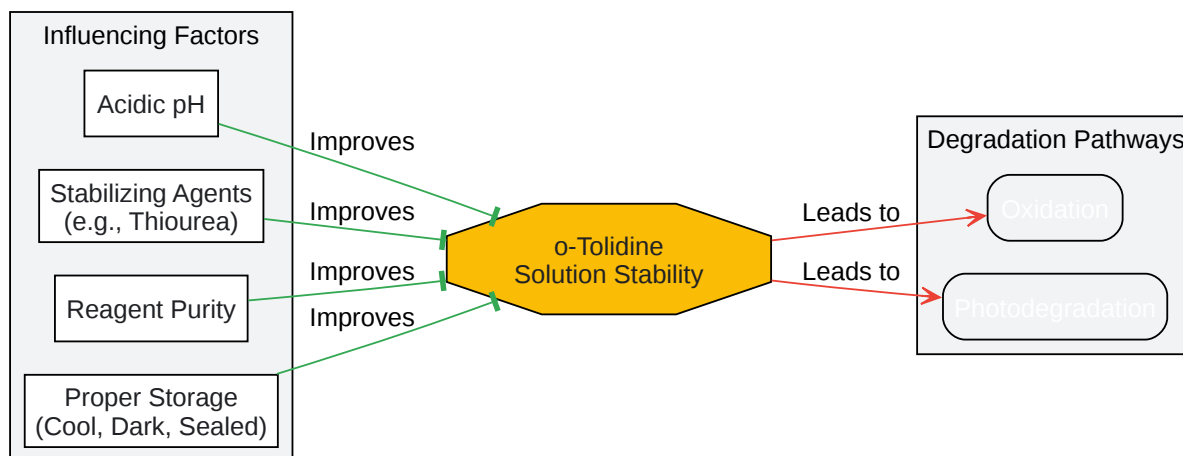 Influencing Factors
Acidic pH
Stabilizing Agents
(e.g., Thiourea)
Reagent Purity
Proper Storage
(Cool, Dark, Sealed)
Improves
Improves
Improves
Improves
o-Tolidine
Solution Stability
Leads to
Leads to
Degradation Pathways
Oxidation
Photodegradation